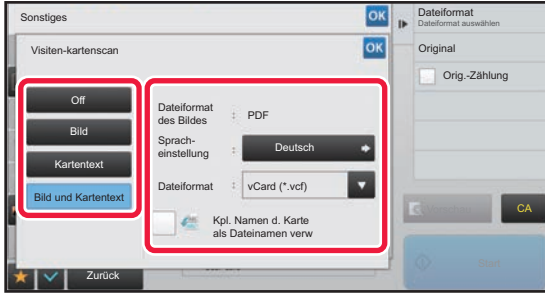 Sonstiges
OK
Visiten-kartenscan
OK
Off
Bild
Kartentext
Bild und Kartentext
Dateiformat
des Bildes : PDF
Sprach-
einstellung : Deutsch
Dateiformat : vCard (*.vcf)
Kpl. Namen d. Karte
als Dateinamen verw
Zurück
Dateiformat
Dateiformat auswählen
Original
Orig.-Zählung
CA
Start